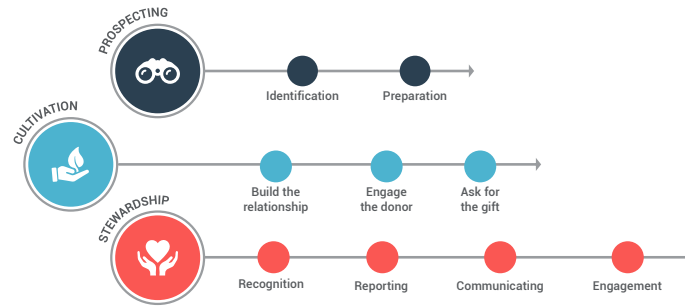 PROSPECTING
Identification
Preparation
CULTIVATION
Build the
relationship
Engage
the donor
Ask for
the gift
STEWARDSHIP
Recognition
Reporting
Communicating
Engagement